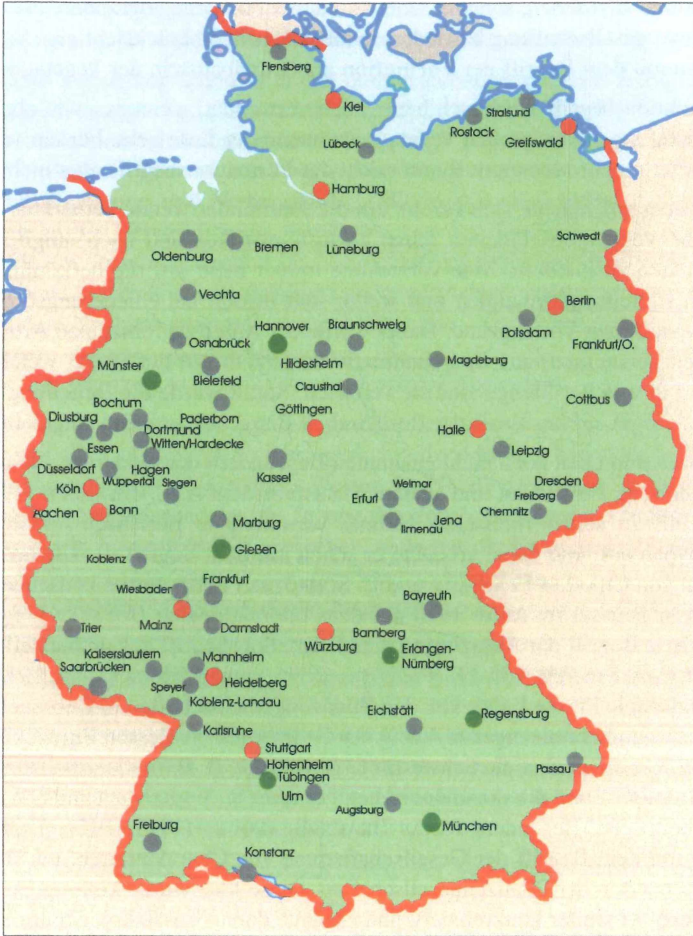 Flensberg
Kiel
Stralsund
Rostock
Greifswald
Lübeck
Hamburg
Schwedt
Oldenburg
Bremen
Lüneburg
Vechta
Berlin
Potsdam
Frankfurt/O.
Osnabrück
Hannover
Braunschweig
Hildesheim
Magdeburg
Münster
Bielefeld
Clausthal
Cottbus
Bochum
Paderborn
Göttingen
Diusburg
Dortmund
Halle
Essen
Witten/Hardecke
Leipzig
Düsseldorf
Hagen
Kassel
Wuppertal
Köln
Siegen
Erfurt
Weimar
Dresden
Freiberg
Aachen
Bonn
Marburg
Ilmenau
Jena
Chemnitz
Gleßen
Koblenz
Wiesbaden
Frankfurt
Bayreuth
Mainz
Trier
Darmstadt
Würzburg
Bamberg
Kaiserslautern
Mannheim
Erlangen-
Nürnberg
Saarbrücken
Speyer
Heidelberg
Koblenz-Landau
Eichstätt
Regensburg
Karlsruhe
Stuttgart
Hohenheim
Passau
Tübingen
Ulm
Augsburg
München
Freiburg
Konstanz